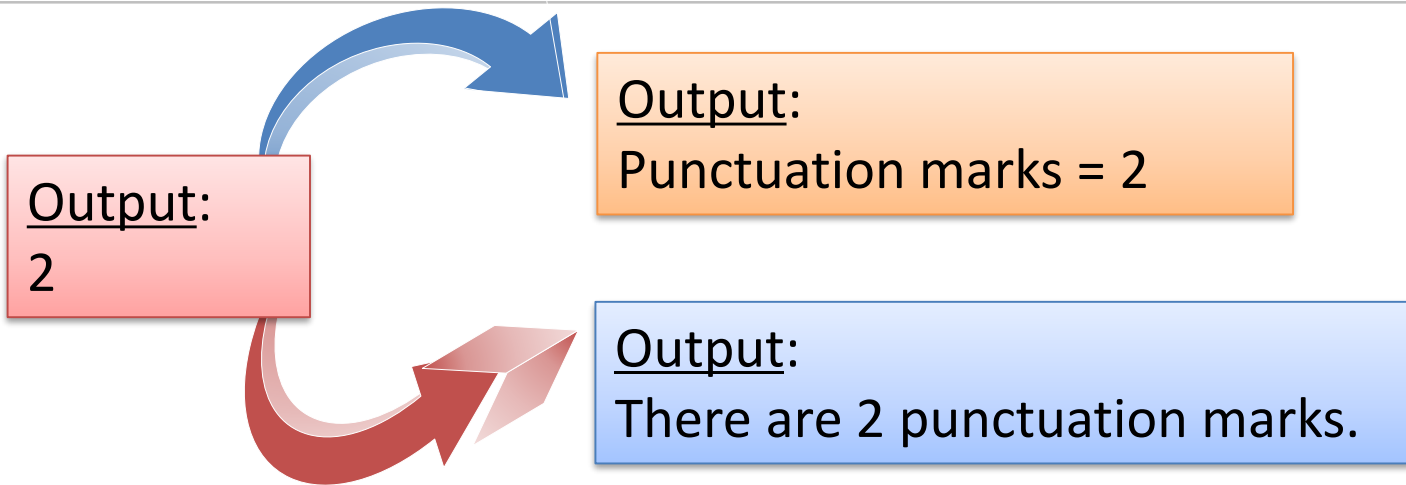 Output:
2
Output:
Punctuation marks = 2
Output:
There are 2 punctuation marks.